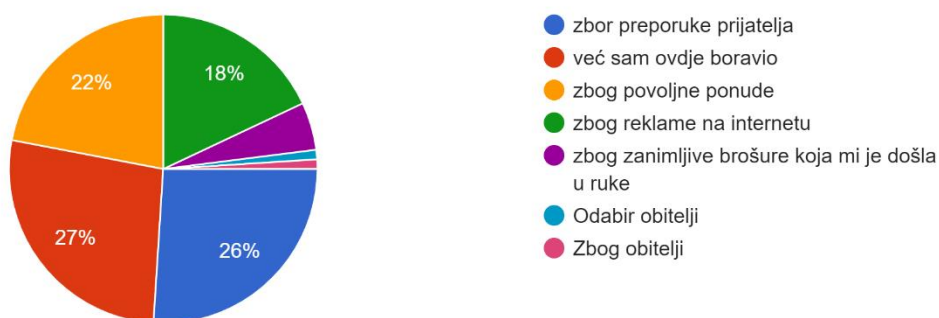 22%
18%
27%
26%
zbor preporuke prijatelja
već sam ovdje boravio
zbog povoljne ponude
zbog reklame na internetu
zbog zanimljive brošure koja mi je došla
u ruke
Odabir obitelji
Zbog obitelji